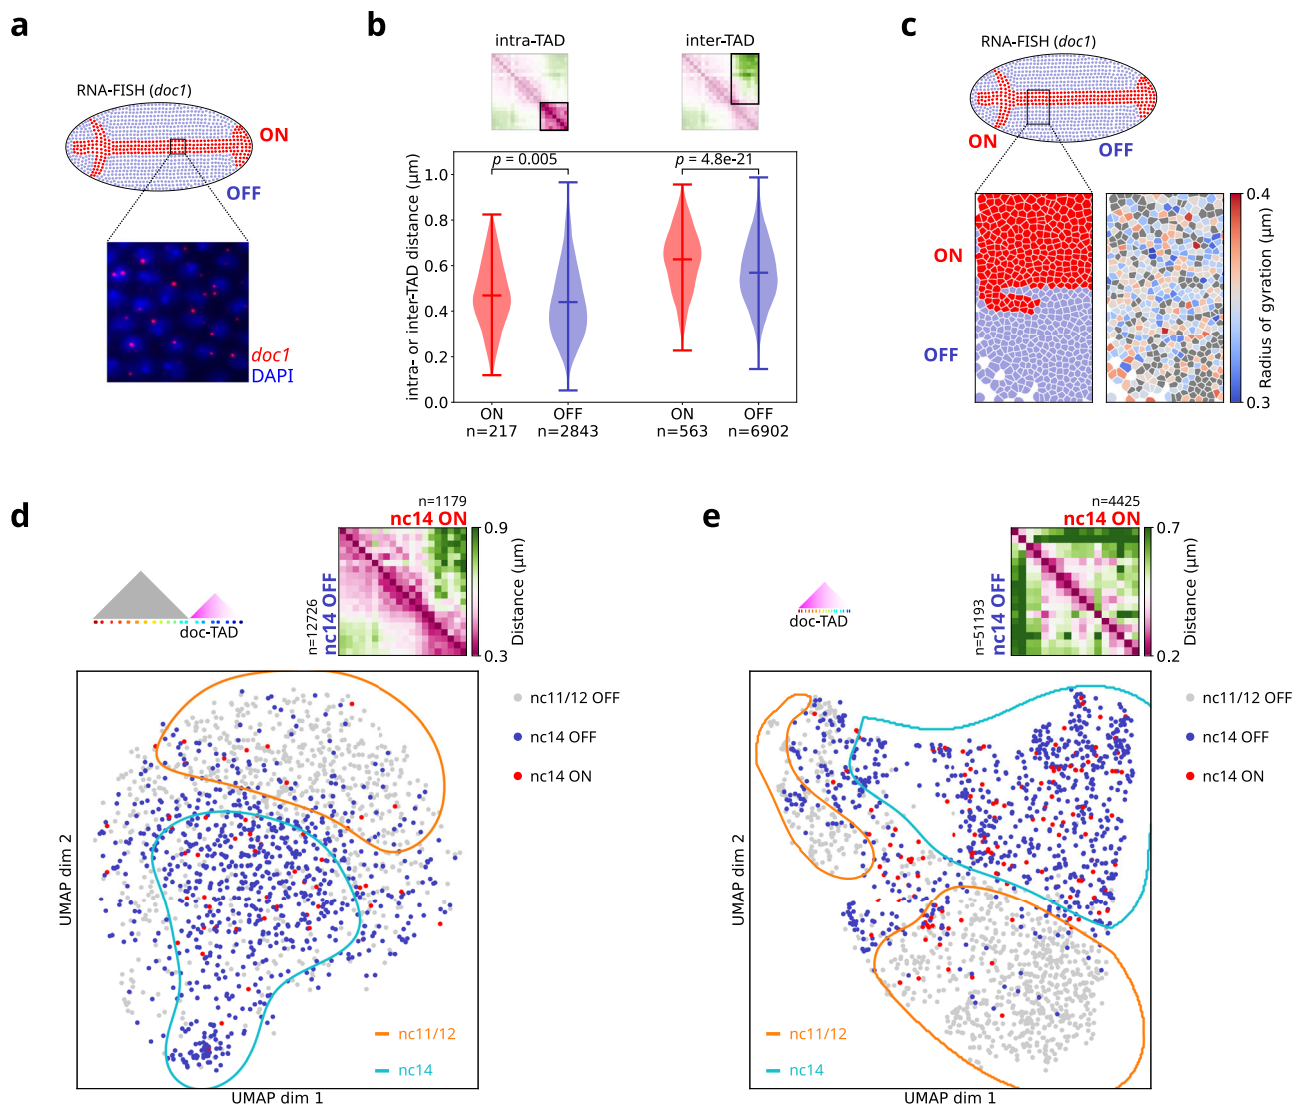 a
RNA-FISH (doc1)
ON
OFF
doc1
DAPI
b
intra-TAD
inter-TAD
p = 0.005
p = 4.8e-21
intra- or inter-TAD distance (μm)
1.0
0.8
0.6
0.4
0.2
0.0
ON
n=217
OFF
n=2843
ON
n=563
OFF
n=6902
c
RNA-FISH (doc1)
ON
OFF
ON
OFF
0.4
Radius of gyration (μm)
0.3
d
doc-TAD
n=1179
nc14 ON
n=12726
nc14 OFF
0.9
Distance (μm)
0.3
nc11/12 OFF
nc14 OFF
nc14 ON
UMAP dim 2
nc11/12
nc14
UMAP dim 1
e
doc-TAD
n=4425
nc14 ON
n=51193
nc14 OFF
0.7
Distance (μm)
0.2
nc11/12 OFF
nc14 OFF
nc14 ON
UMAP dim 2
nc11/12
nc14
UMAP dim 1